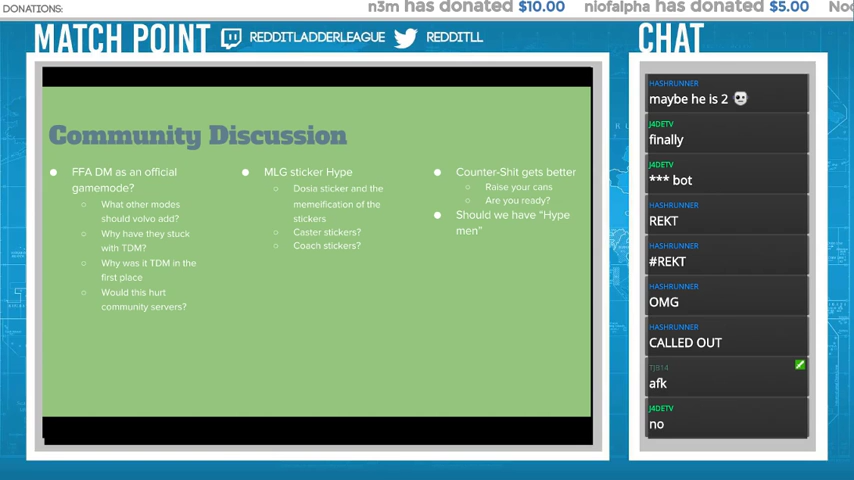 DONATIONS:
n3m has donated $10.00 niofalpha has donated $5.00 Noc
MATCH POINT REDDITLADDERLEAGUE REDDITLL
CHAT
Community Discussion
FFA DM as an official
gamemode?
What other modes
should volvo add?
Why have they stuck
with TDM?
Why was it TDM in the
first place
Would this hurt
community servers?
MLG sticker Hype
Dosia sticker and the
memeification of the
stickers
Caster stickers?
Coach stickers?
Counter-Shit gets better
Raise your cans
Are you ready?
Should we have "Hype
men"
HASHRUNNER
maybe he is 2
J4DETV
finally
J4DETV
*** bot
HASHRUNNER
REKT
HASHRUNNER
#REKT
HASHRUNNER
OMG
HASHRUNNER
CALLED OUT
TJB14
afk
J4DETV
no